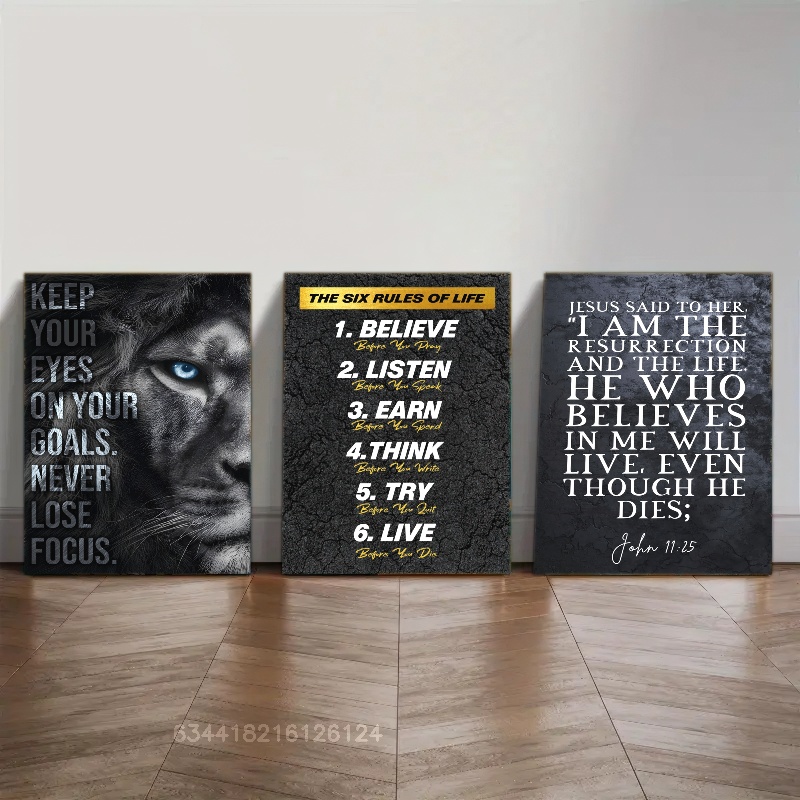 KEEP
YOUR
EYES
ON YOUR
GOALS.
NEVER
LOSE
FOCUS.
THE SIX RULES OF LIFE
1. BELIEVE
Before You Pray
2. LISTEN
Before You Speak
3. EARN
Before You Spend
4.THINK
Before You Write
5. TRY
Before You Quit
6. LIVE
Before You Die
JESUS SAID TO HER,
"I AM THE
RESURRECTION
AND THE LIFE.
HE WHO
BELIEVES
IN ME WILL
LIVE, EVEN
THOUGH HE
DIES;
John 11:25
634418216126124